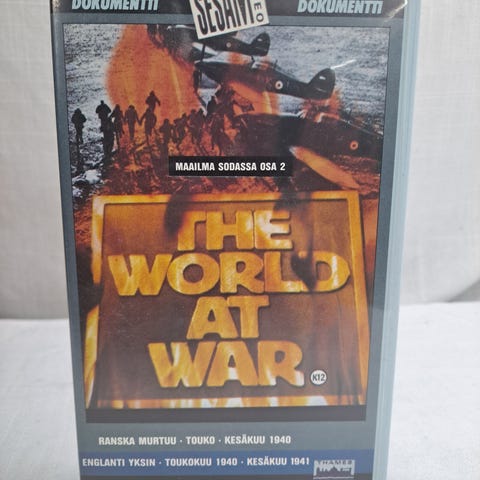 DOKUMENTTI
SESAM
DOKUMENTTI
MAAILMA SODASSA OSA 2
THE
WORLD
AT
WAR
K12
RANSKA MURTUU · TOUKO - KESÄKUU 1940
ENGLANTI YKSIN · TOUKOKUU 1940 - KESÄKUU 1941
THAMES